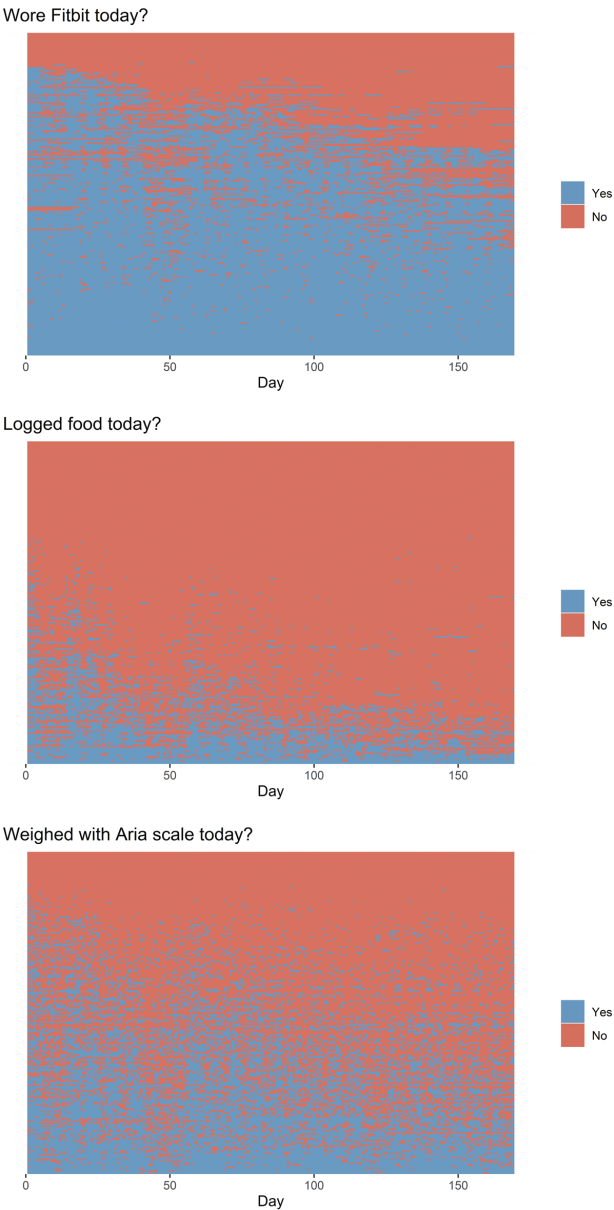 Wore Fitbit today?
Yes
No
0 50 100 150
Day
Logged food today?
Yes
No
0 50 100 150
Day
Weighed with Aria scale today?
Yes
No
0 50 100 150
Day